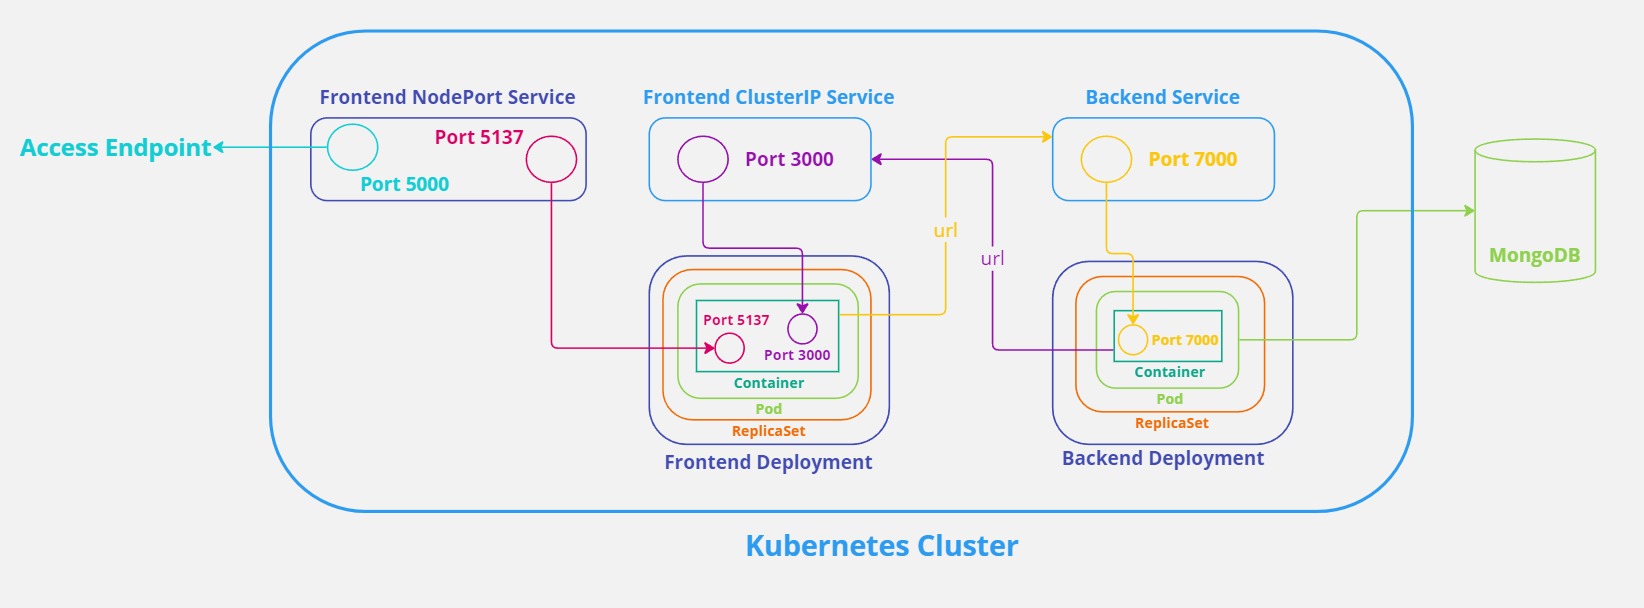 Frontend NodePort Service
Frontend ClusterIP Service
Backend Service
Access Endpoint
Port 5137
Port 5000
Port 3000
Port 7000
url
url
MongoDB
Port 5137
Port 3000
Container
Pod
ReplicaSet
Frontend Deployment
Port 7000
Container
Pod
ReplicaSet
Backend Deployment
Kubernetes Cluster